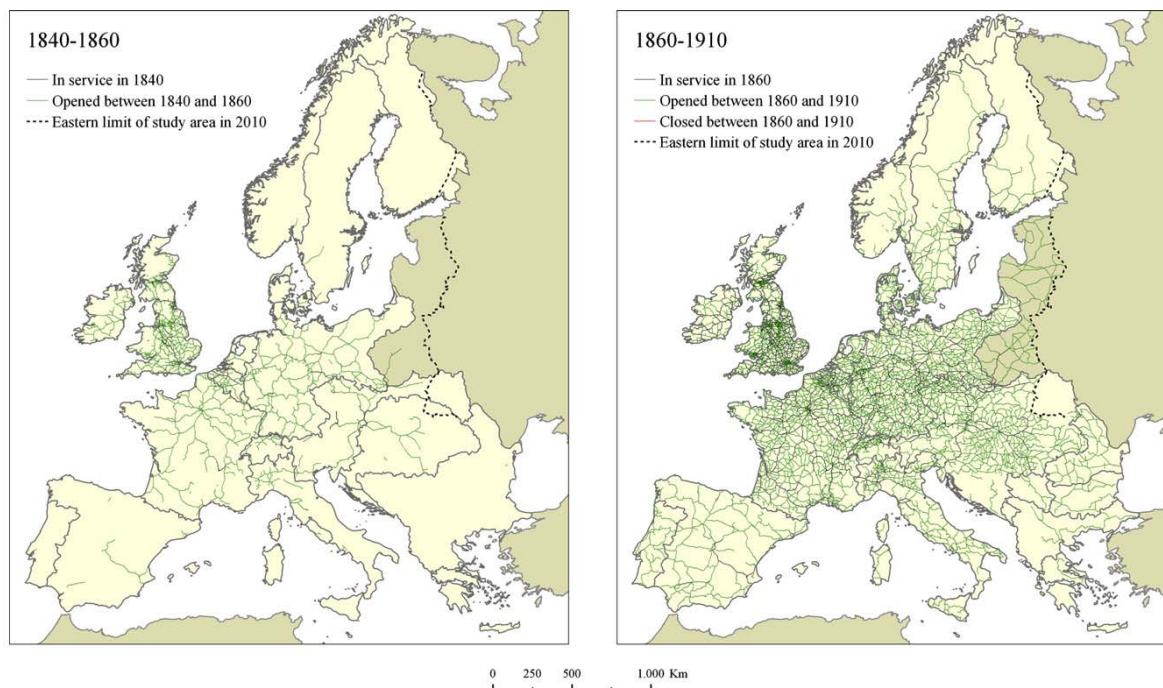 1840-1860
In service in 1840
Opened between 1840 and 1860
Eastern limit of study area in 2010
1860-1910
In service in 1860
Opened between 1860 and 1910
Closed between 1860 and 1910
Eastern limit of study area in 2010
0 250 500 1.000 Km